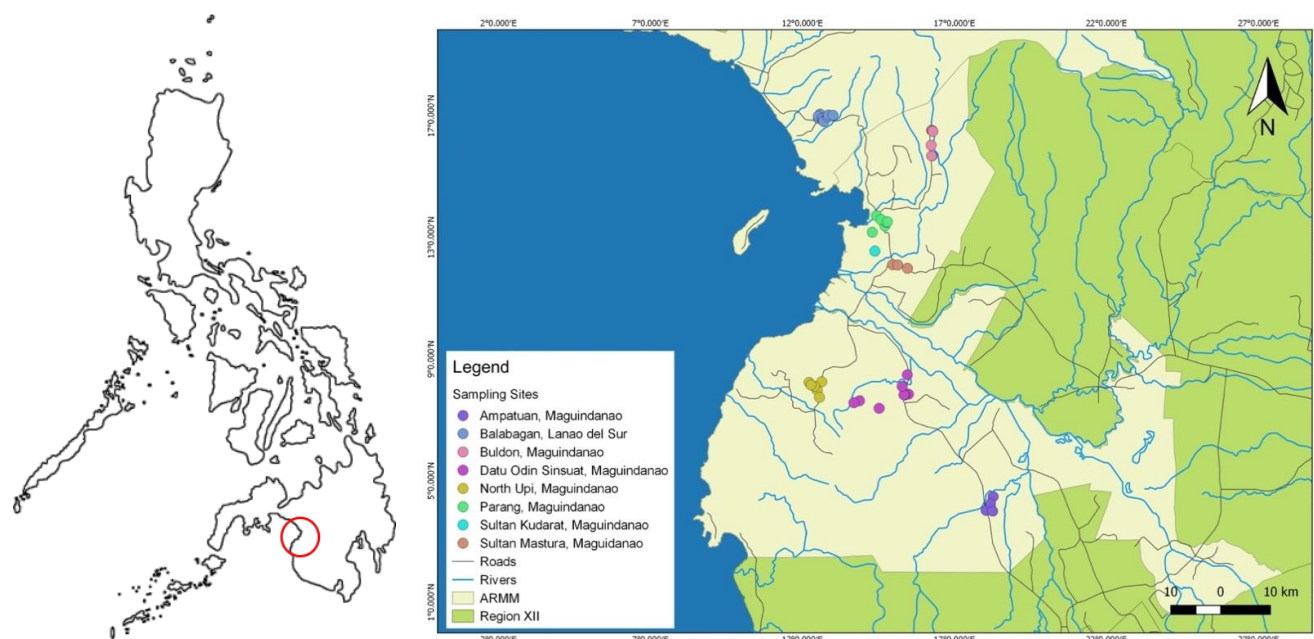 2°0.000'E 7°0.000'E 12°0.000'E 17°0.000'E 22°0.000'E 27°0.000'E
17°0.000'N
13°0.000'N
9°0.000'N
5°0.000'N
1°0.000'N
N
Legend
Sampling Sites
Ampatuan, Maguindanao
Balabagan, Lanao del Sur
Buldon, Maguindanao
Datu Odin Sinsuat, Maguindanao
North Upi, Maguindanao
Parang, Maguindanao
Sultan Kudarat, Maguindanao
Sultan Mastura, Maguidanao
Roads
Rivers
ARMM
Region XII
10 0 10 km